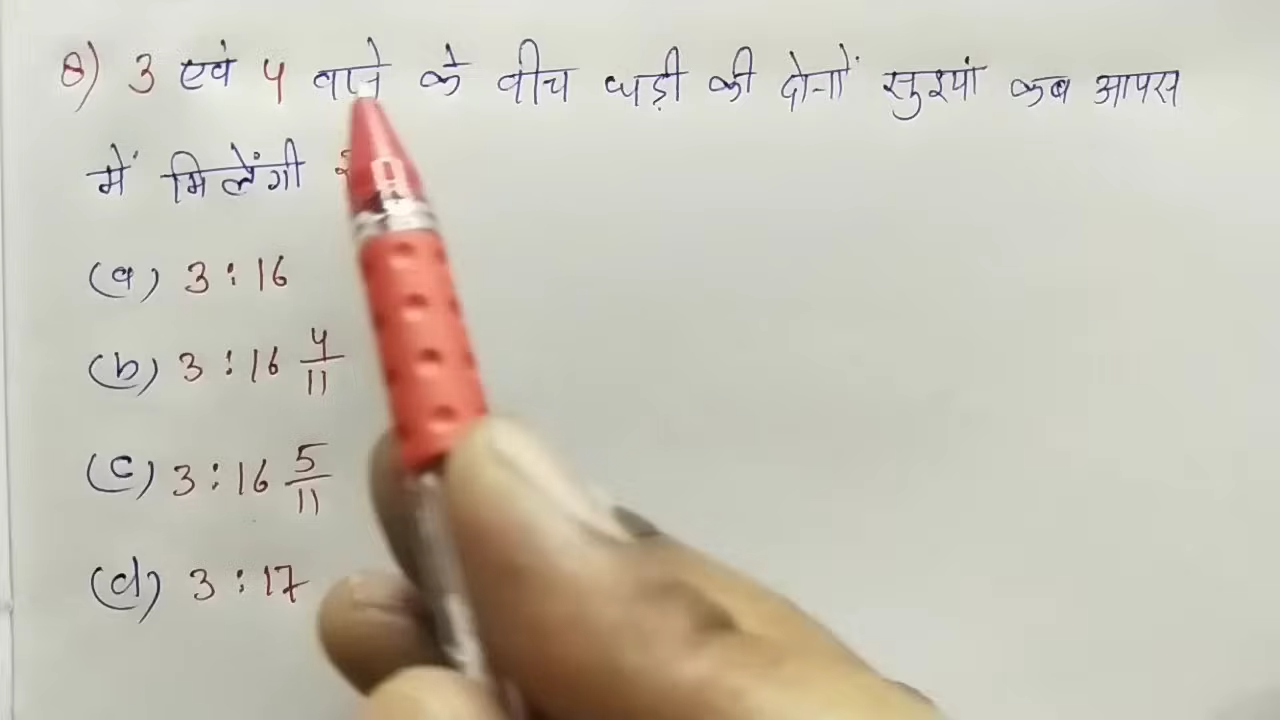 Q) 3 एवं 4 बजे के बीच घड़ी की दोनों सुइयां कब आपस
में मिलेंगी
(a) 3 : 16
(b) 3 : 16 4/11
(c) 3 : 16 5/11
(d) 3 : 17